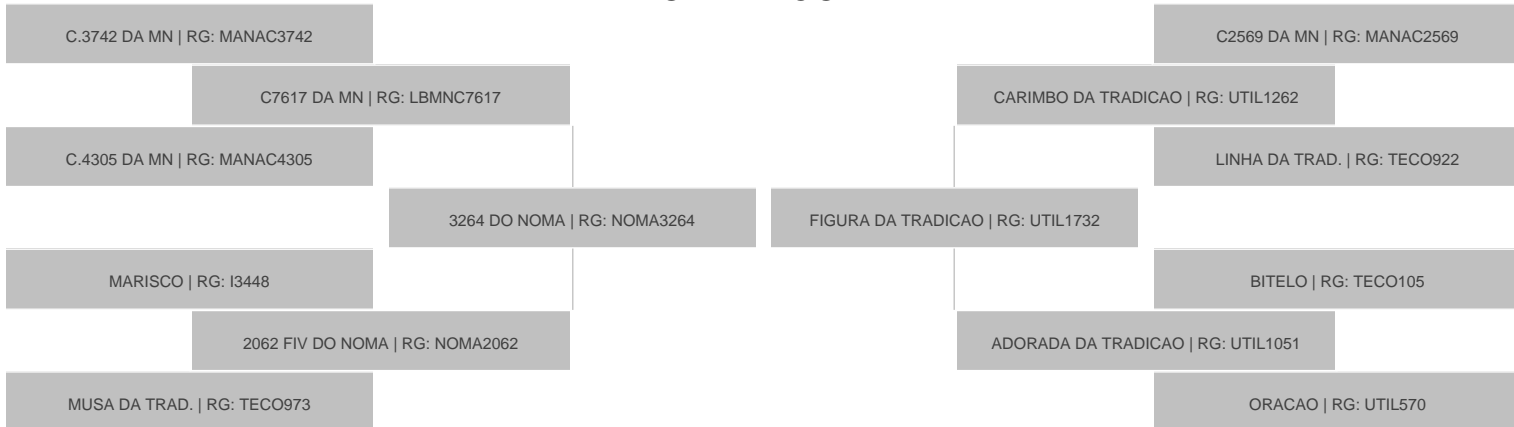 C.3742 DA MN | RG: MANAC3742
C2569 DA MN | RG: MANAC2569
C7617 DA MN | RG: LBMNC7617
CARIMBO DA TRADICAO | RG: UTIL1262
C.4305 DA MN | RG: MANAC4305
LINHA DA TRAD. | RG: TECO922
3264 DO NOMA | RG: NOMA3264
FIGURA DA TRADICAO | RG: UTIL1732
MARISCO | RG: I3448
BITELO | RG: TECO105
2062 FIV DO NOMA | RG: NOMA2062
ADORADA DA TRADICAO | RG: UTIL1051
MUSA DA TRAD. | RG: TECO973
ORACAO | RG: UTIL570